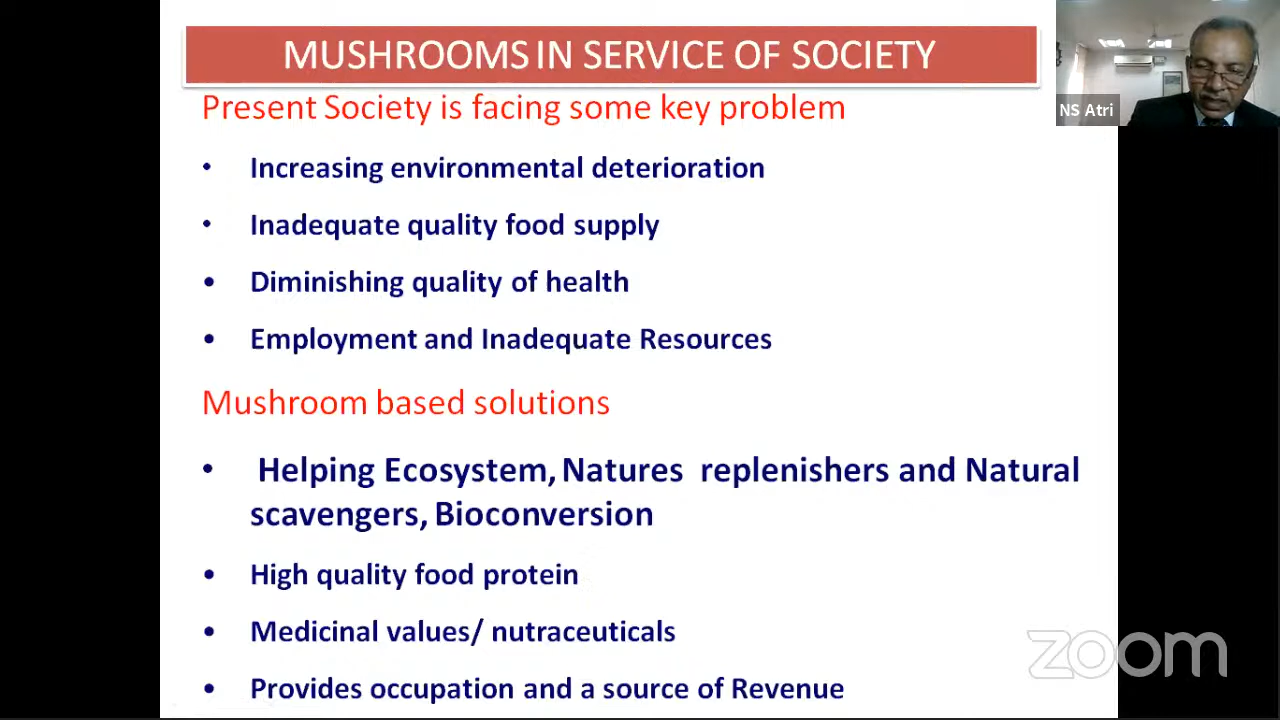 MUSHROOMS IN SERVICE OF SOCIETY
NS Atri
Present Society is facing some key problem
• Increasing environmental deterioration
• Inadequate quality food supply
• Diminishing quality of health
• Employment and Inadequate Resources
Mushroom based solutions
• Helping Ecosystem, Natures replenishers and Natural
scavengers, Bioconversion
• High quality food protein
• Medicinal values/ nutraceuticals
• Provides occupation and a source of Revenue
zoom